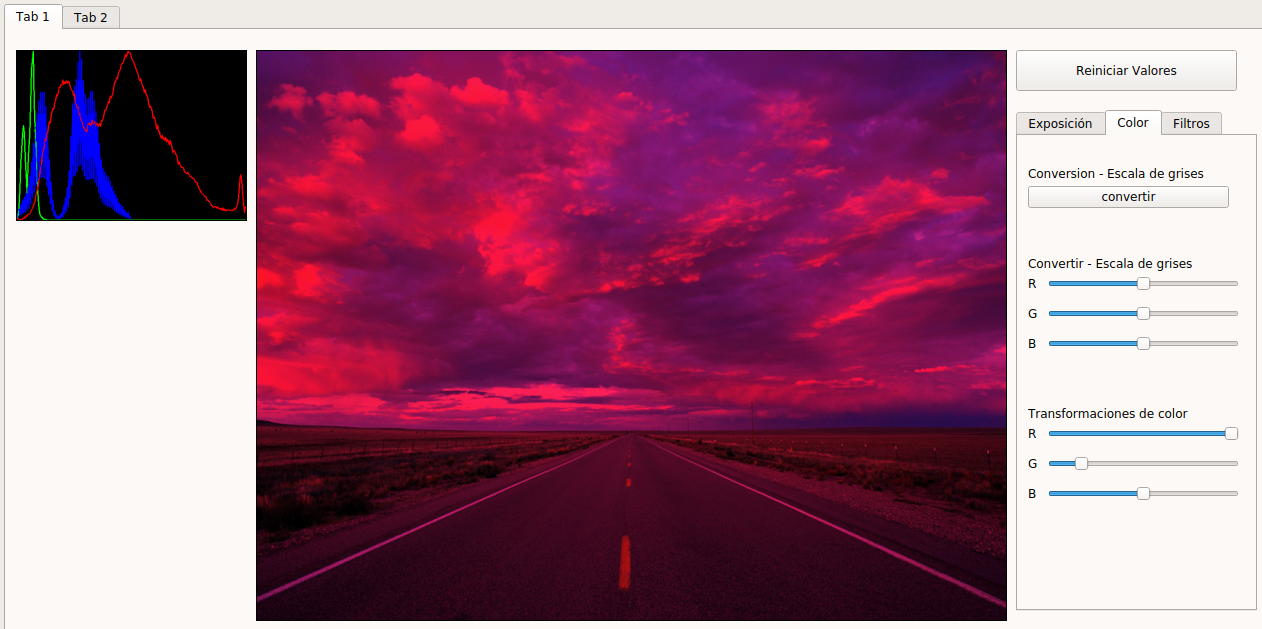 Tab 1
Tab 2
Reiniciar Valores
Exposición
Color
Filtros
Conversion - Escala de grises
convertir
Convertir - Escala de grises
R
G
B
Transformaciones de color
R
G
B